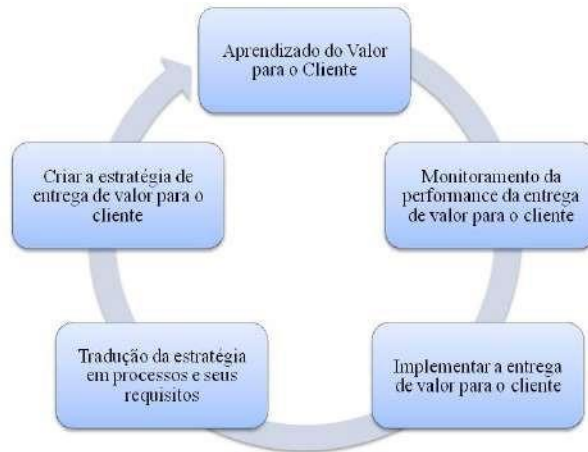 Aprendizado do Valor
para o Cliente
Monitoramento da
performance da entrega
de valor para o cliente
Implementar a entrega
de valor para o cliente
Tradução da estratégia
em processos e seus
requisitos
Criar a estratégia de
entrega de valor para o
cliente